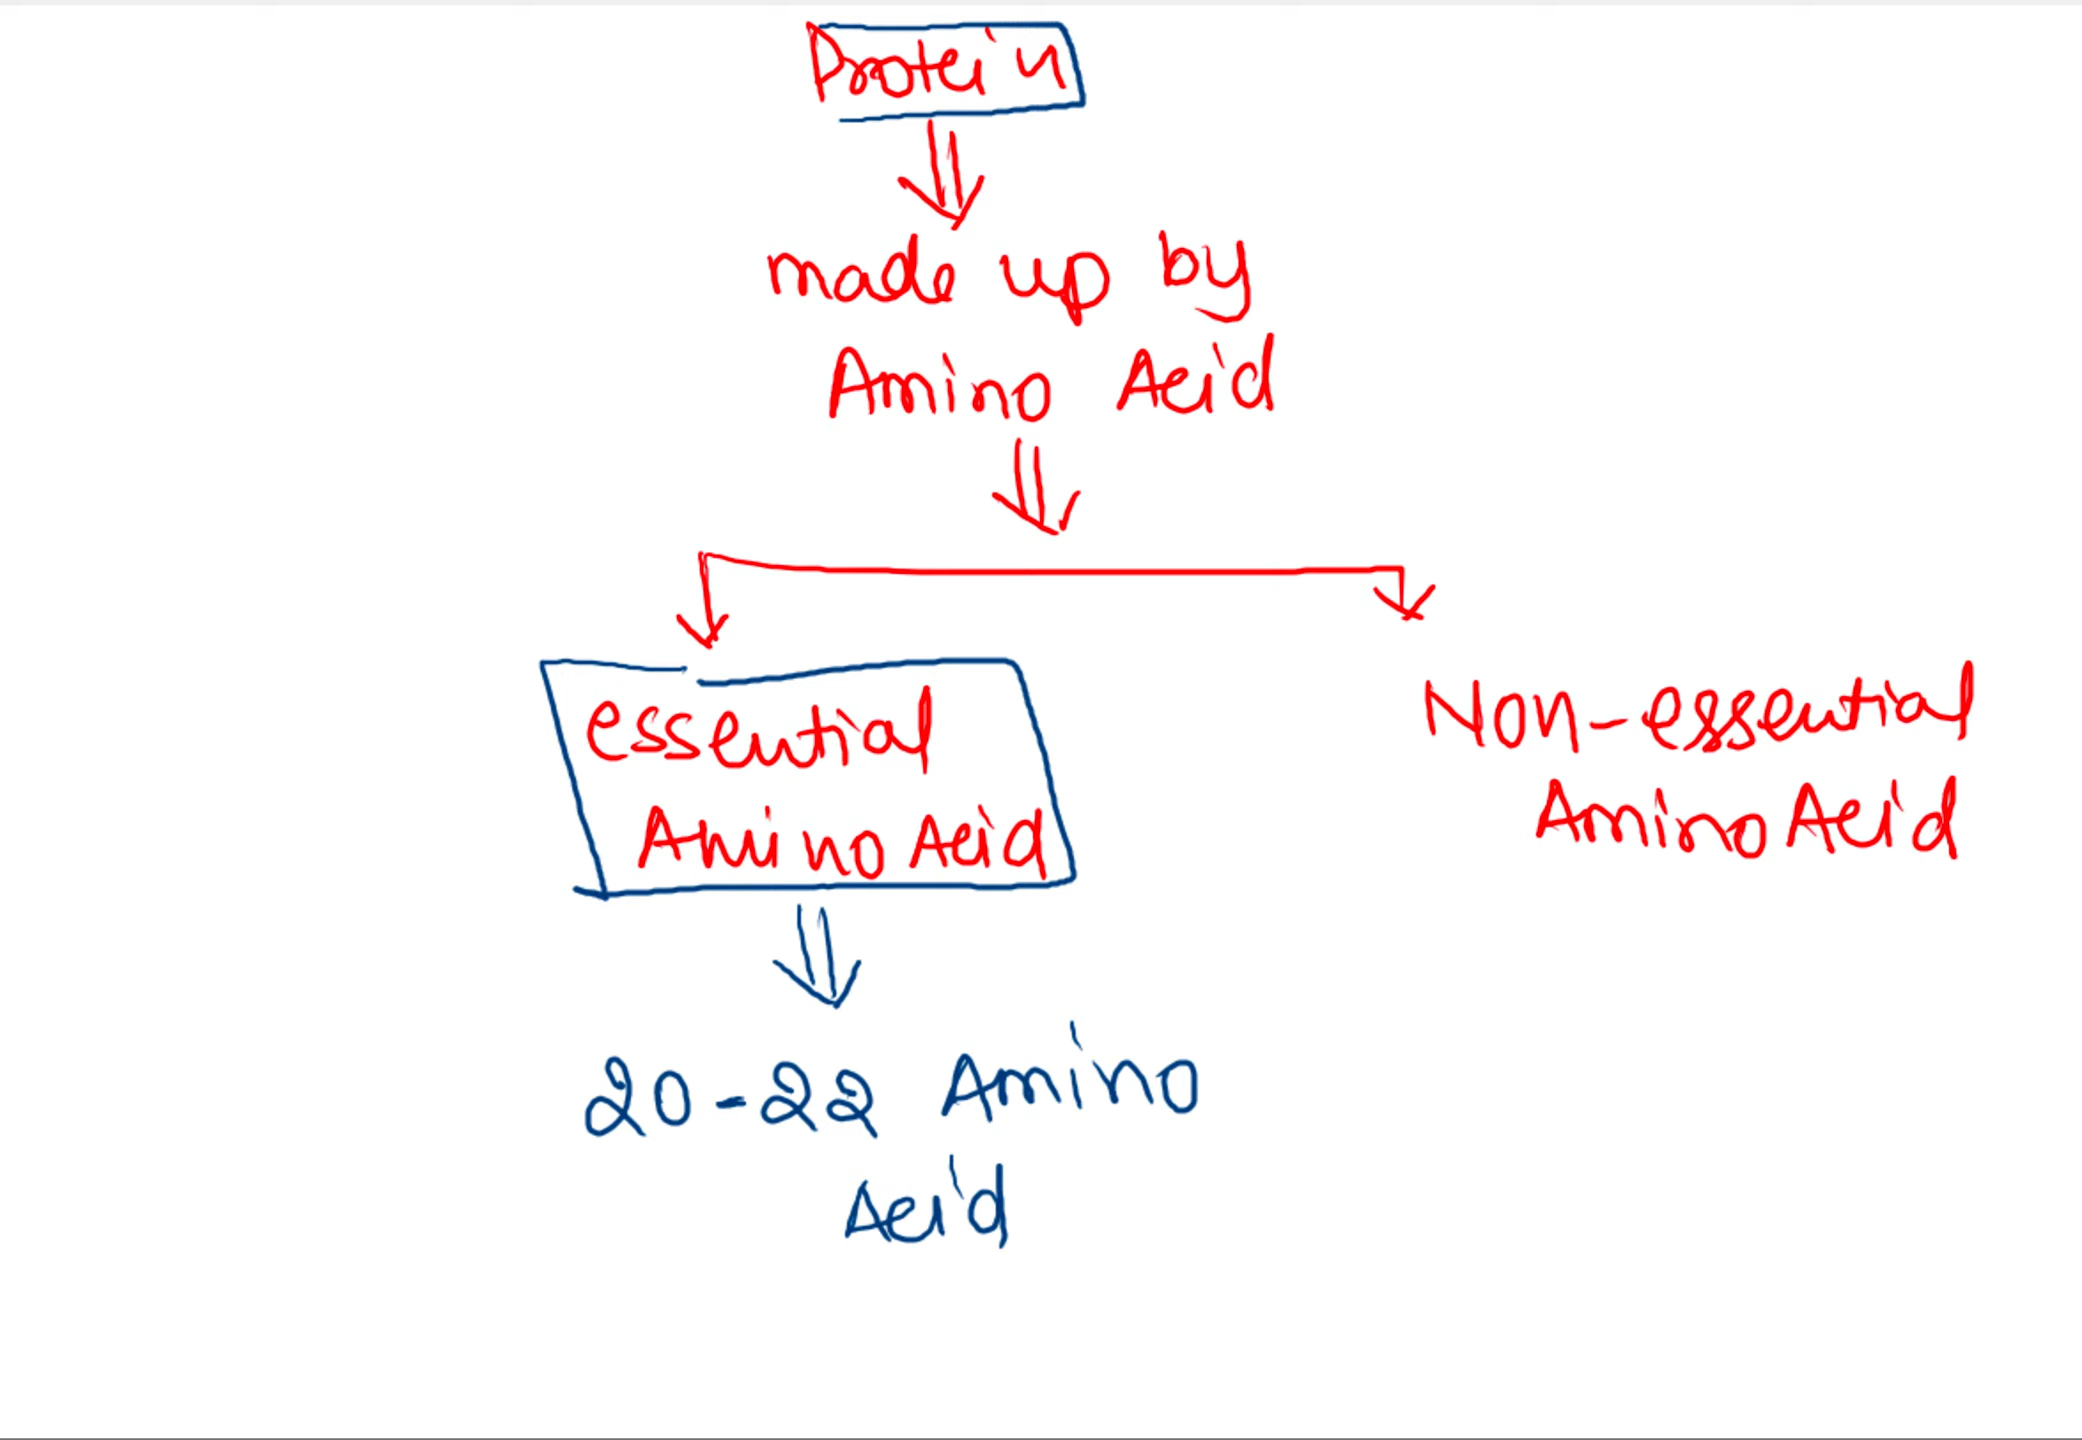 Protein
made up by
Amino Acid
essential
Amino Acid
Non-essential
Amino Acid
20-22 Amino
Acid